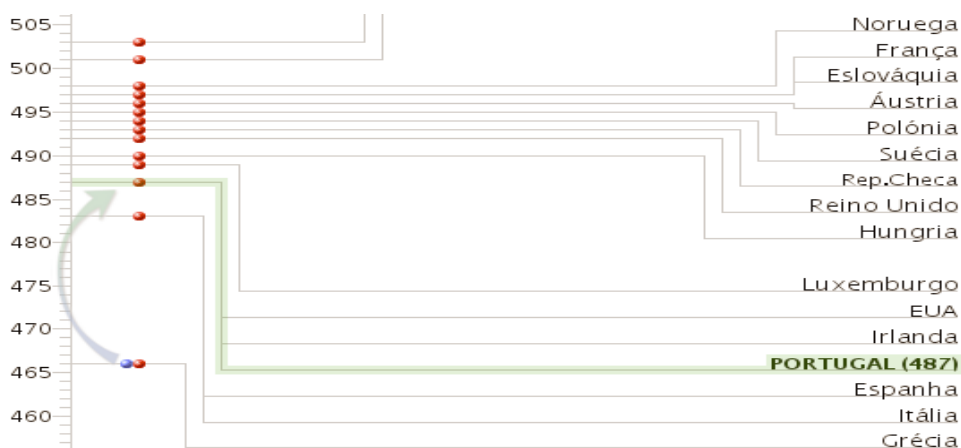 505
500
495
490
485
480
475
470
465
460
Noruega
França
Eslováquia
Áustria
Polónia
Suécia
Rep.Checa
Reino Unido
Hungria
Luxemburgo
EUA
Irlanda
PORTUGAL (487)
Espanha
Itália
Grécia